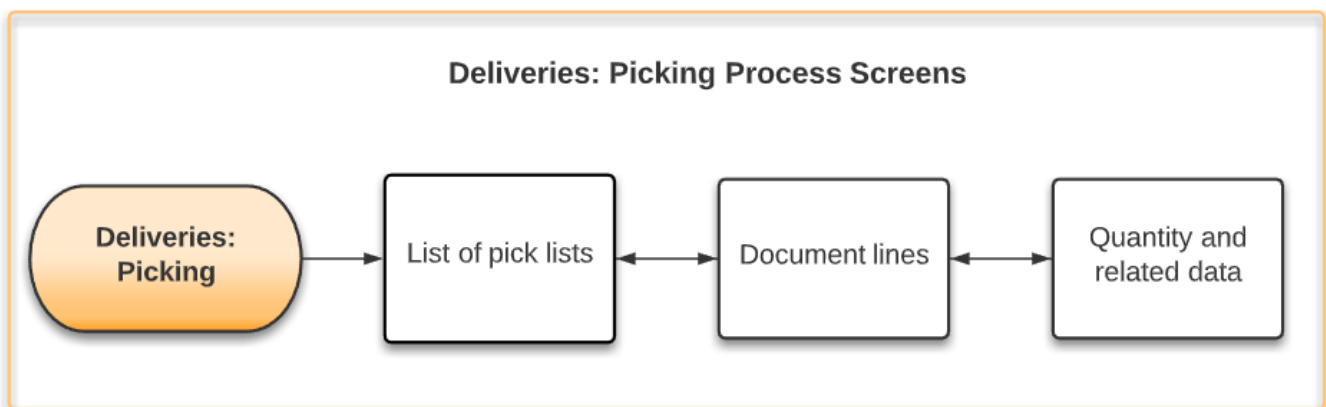 Deliveries: Picking Process Screens
Deliveries:
Picking
List of pick lists
Document lines
Quantity and
related data